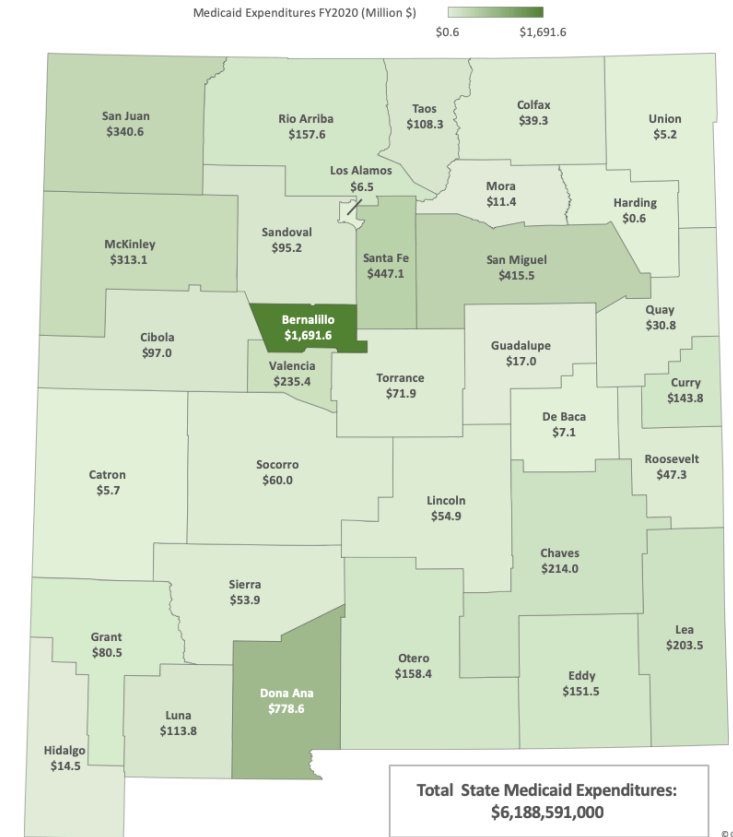 Medicaid Expenditures FY2020 (Million $)
$0.6 $1,691.6
San Juan
$340.6
Rio Arriba
$157.6
Taos
$108.3
Colfax
$39.3
Union
$5.2
Los Alamos
$6.5
Mora
$11.4
Harding
$0.6
McKinley
$313.1
Sandoval
$95.2
Santa Fe
$447.1
San Miguel
$415.5
Bernalillo
$1,691.6
Quay
$30.8
Cibola
$97.0
Guadalupe
$17.0
Valencia
$235.4
Torrance
$71.9
Curry
$143.8
De Baca
$7.1
Catron
$5.7
Socorro
$60.0
Roosevelt
$47.3
Lincoln
$54.9
Chaves
$214.0
Sierra
$53.9
Grant
$80.5
Lea
$203.5
Otero
$158.4
Eddy
$151.5
Dona Ana
$778.6
Luna
$113.8
Hidalgo
$14.5
Total State Medicaid Expenditures:
$6,188,591,000
©